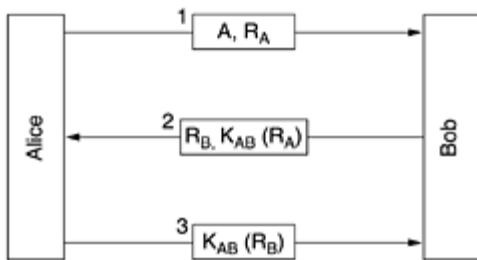 1
A, R_A
Alice
2
R_B, K_AB (R_A)
Bob
3
K_AB (R_B)